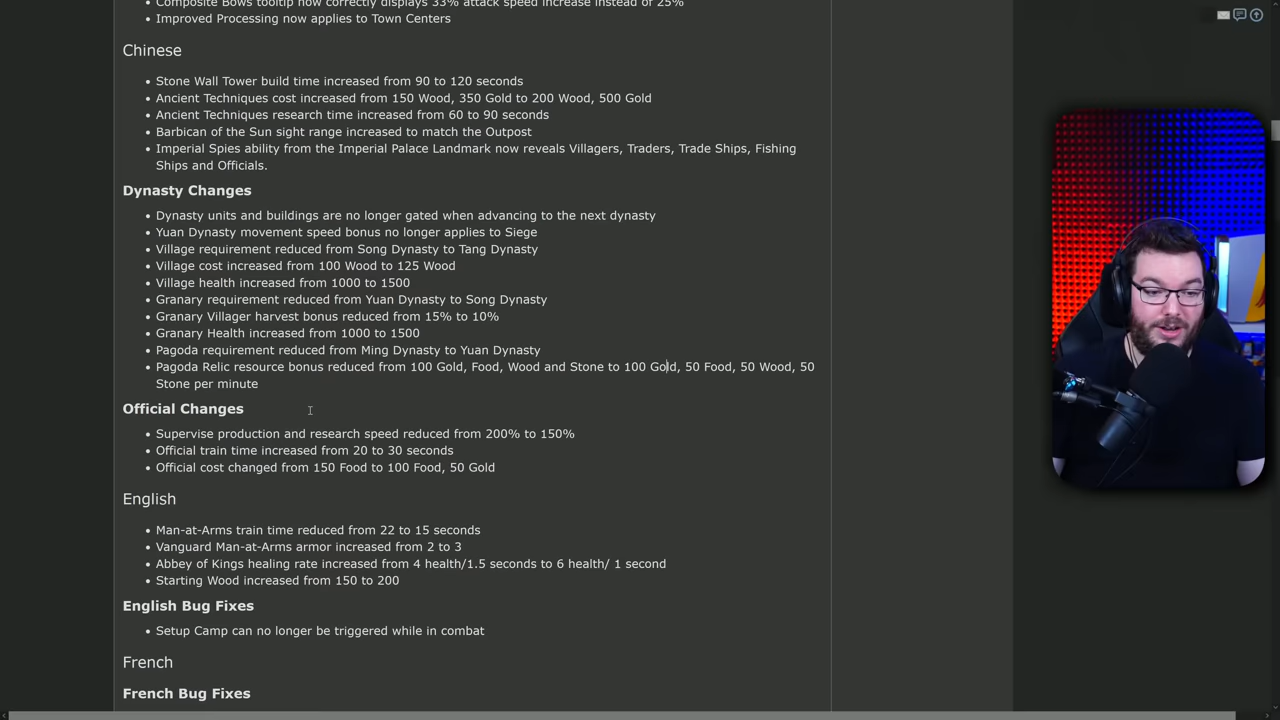 Composite Bows tooltip now correctly displays 33% attack speed increase instead of 25%
Improved Processing now applies to Town Centers
Chinese
Stone Wall Tower build time increased from 90 to 120 seconds
Ancient Techniques cost increased from 150 Wood, 350 Gold to 200 Wood, 500 Gold
Ancient Techniques research time increased from 60 to 90 seconds
Barbican of the Sun sight range increased to match the Outpost
Imperial Spies ability from the Imperial Palace Landmark now reveals Villagers, Traders, Trade Ships, Fishing
Ships and Officials.
Dynasty Changes
Dynasty units and buildings are no longer gated when advancing to the next dynasty
Yuan Dynasty movement speed bonus no longer applies to Siege
Village requirement reduced from Song Dynasty to Tang Dynasty
Village cost increased from 100 Wood to 125 Wood
Village health increased from 1000 to 1500
Granary requirement reduced from Yuan Dynasty to Song Dynasty
Granary Villager harvest bonus reduced from 15% to 10%
Granary Health increased from 1000 to 1500
Pagoda requirement reduced from Ming Dynasty to Yuan Dynasty
Pagoda Relic resource bonus reduced from 100 Gold, Food, Wood and Stone to 100 Gold, 50 Food, 50 Wood, 50
Stone per minute
Official Changes
Supervise production and research speed reduced from 200% to 150%
Official train time increased from 20 to 30 seconds
Official cost changed from 150 Food to 100 Food, 50 Gold
English
Man-at-Arms train time reduced from 22 to 15 seconds
Vanguard Man-at-Arms armor increased from 2 to 3
Abbey of Kings healing rate increased from 4 health/1.5 seconds to 6 health/ 1 second
Starting Wood increased from 150 to 200
English Bug Fixes
Setup Camp can no longer be triggered while in combat
French
French Bug Fixes